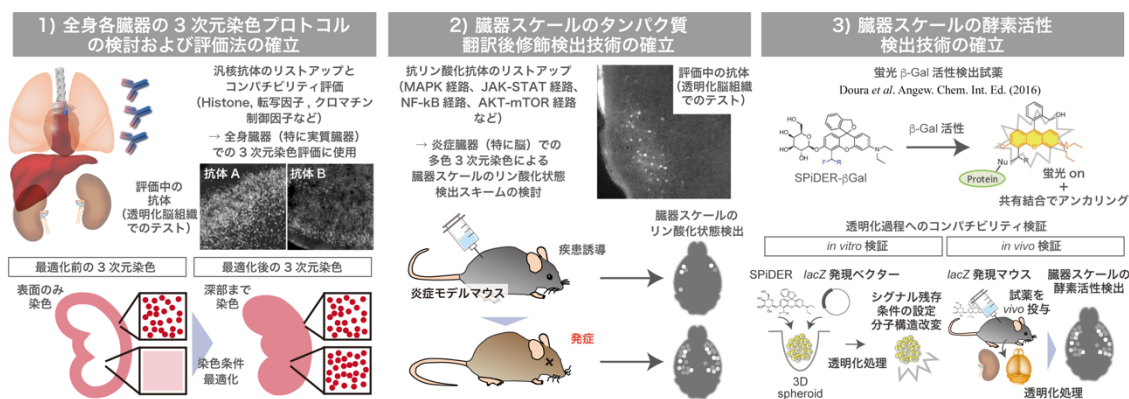 1) 全身各臓器の3次元染色プロトコル
の検討および評価法の確立
汎核抗体のリストアップと
コンパチビリティ評価
(Histone, 転写因子, クロマチン
制御因子など)
→ 全身臓器(特に実質臓器)
での3次元染色評価に使用
評価中の
抗体
(透明化脳組織
でのテスト)
抗体 A
抗体 B
最適化前の3次元染色
表面のみ
染色
最適化後の3次元染色
深部まで
染色
染色条件
最適化
2) 臓器スケールのタンパク質
翻訳後修飾検出技術の確立
抗リン酸化抗体のリストアップ
(MAPK 経路、JAK-STAT 経路、
NF-kB 経路、AKT-mTOR 経路
など)
→ 炎症臓器(特に脳)での
多色3次元染色による
臓器スケールのリン酸化状態
検出スキームの検討
評価中の抗体
(透明化脳組織
でのテスト)
臓器スケールの
リン酸化状態検出
疾患誘導
炎症モデルマウス
発症
3) 臓器スケールの酵素活性
検出技術の確立
蛍光 β-Gal 活性検出試薬
Doura et al. Angew. Chem. Int. Ed. (2016)
β-Gal 活性
SPiDER-βGal
Nu
Protein
蛍光 on
+
共有結合でアンカリング
透明化過程へのコンパチビリティ検証
in vitro 検証
SPiDER
lacZ 発現ベクター
シグナル残存
条件の設定
分子構造改変
透明化処理
3D
spheroid
in vivo 検証
lacZ 発現マウス
試薬を
vivo 投与
臓器スケールの
酵素活性検出
透明化処理